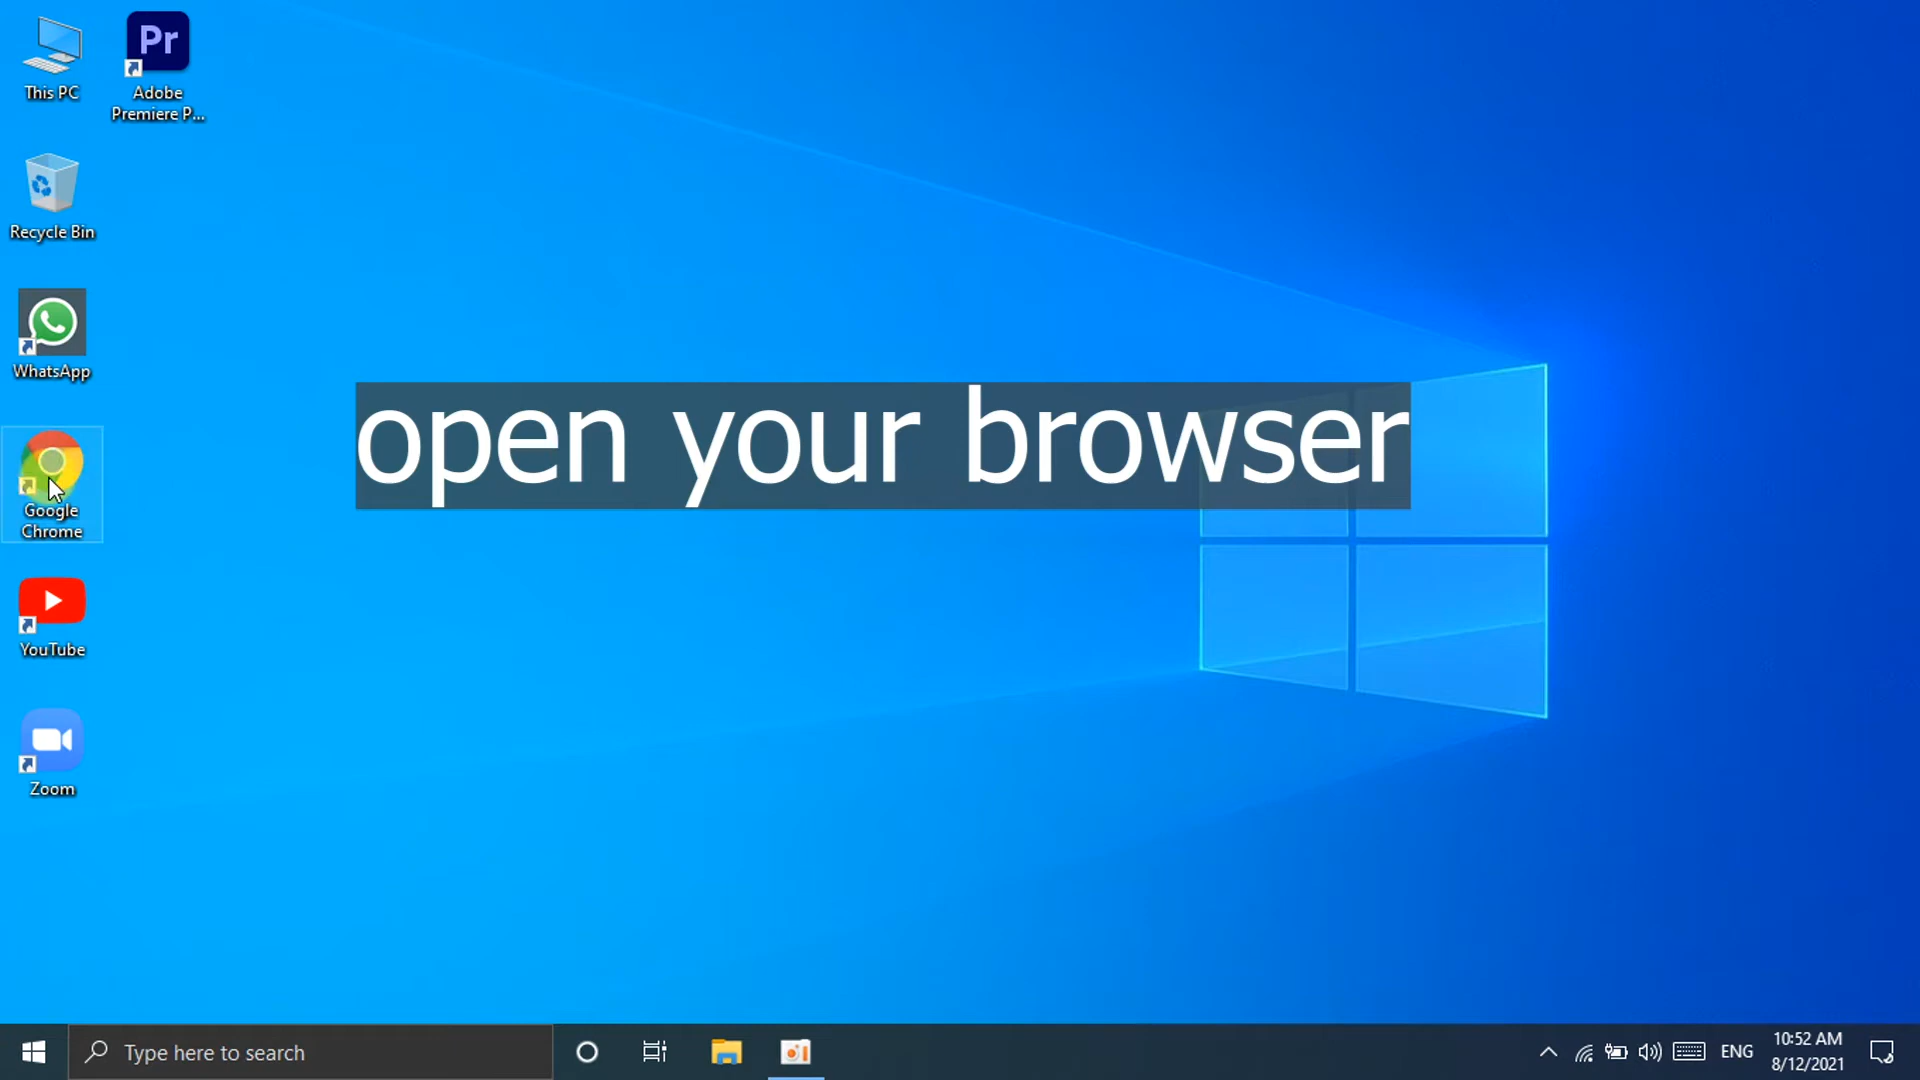 This PC
Pr
Adobe
Premiere P...
Recycle Bin
WhatsApp
open your browser
Google
Chrome
YouTube
Zoom
Type here to search
ENG
10:52 AM
8/12/2021